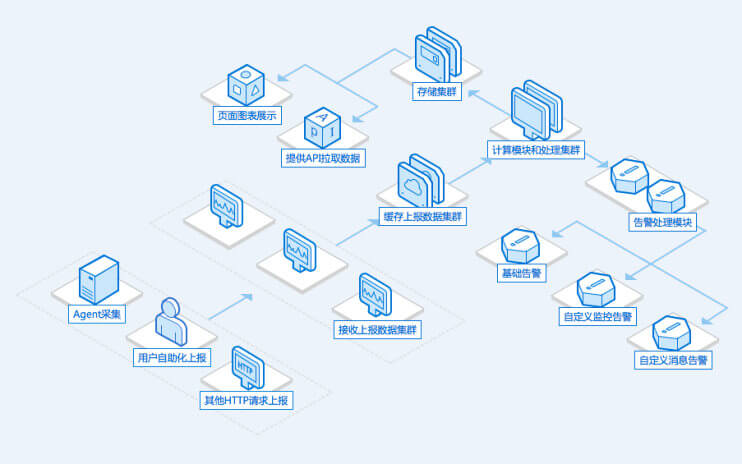 存储集群
页面图表展示
A
P I
提供API拉取数据
计算模块和处理集群
缓存上报数据集群
告警处理模块
基础告警
Agent采集
自定义监控告警
接收上报数据集群
用户自助化上报
自定义消息告警
HTTP
其他HTTP请求上报